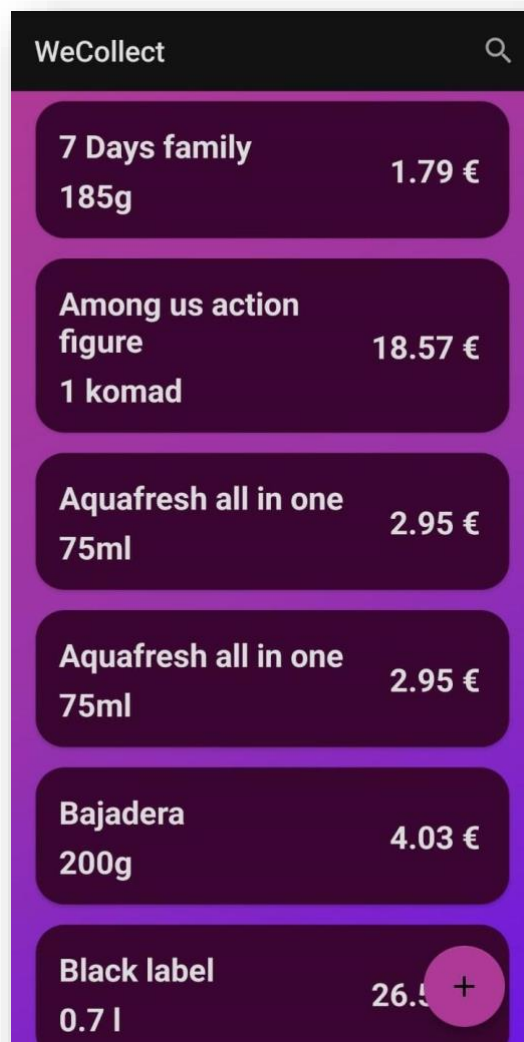 WeCollect
7 Days family
185g
1.79 €
Among us action
figure
1 komad
18.57 €
Aquafresh all in one
75ml
2.95 €
Aquafresh all in one
75ml
2.95 €
Bajadera
200g
4.03 €
Black label
0.7 l
+